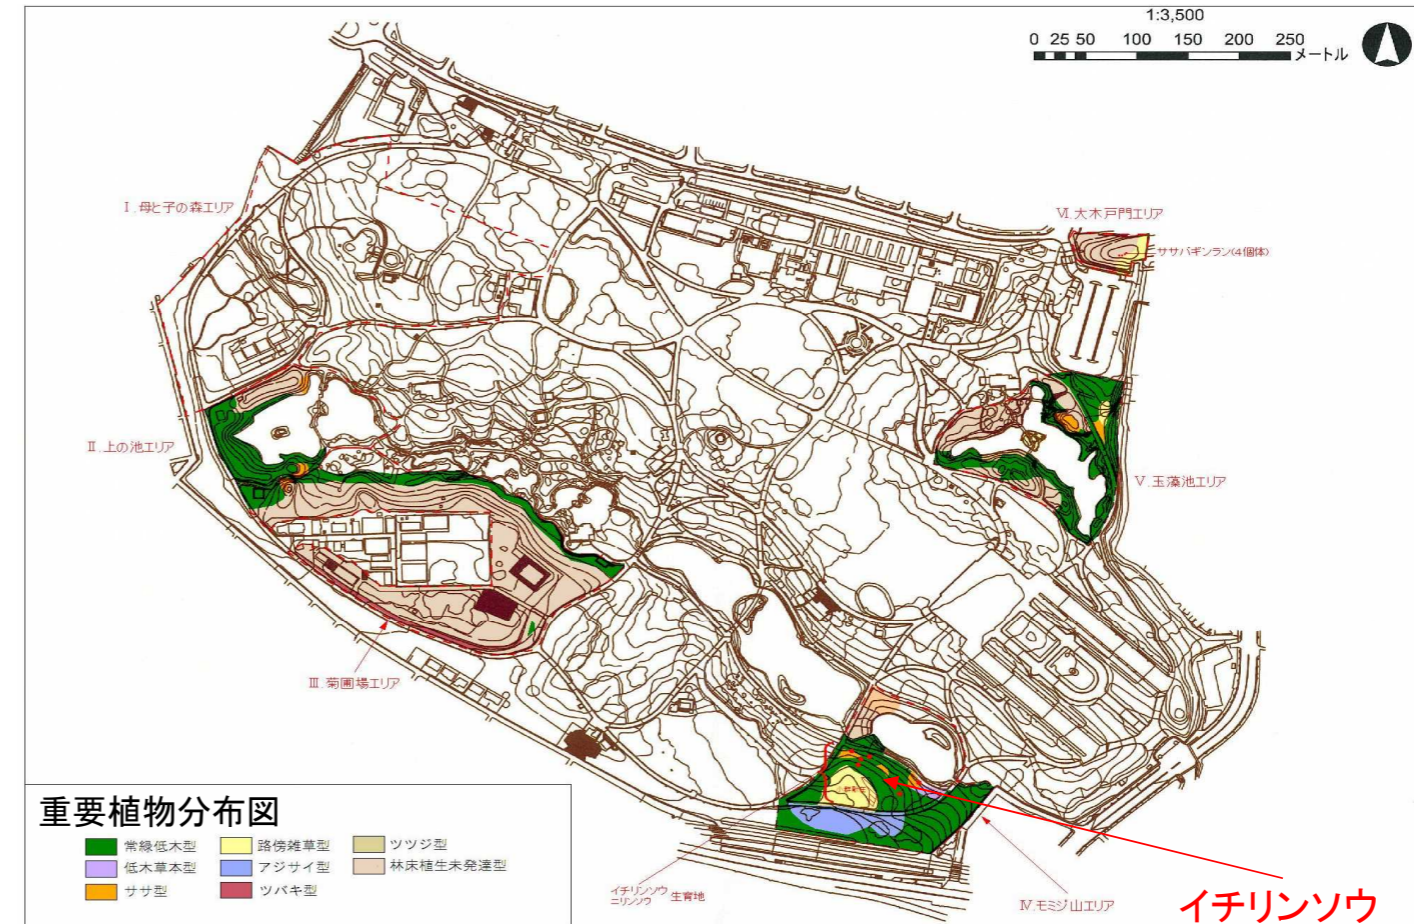 1:3,500
0 25 50 100 150 200 250
メートル
Ⅰ.母と子の森エリア
Ⅵ.大木戸門エリア
ササバギンラン(4個体)
Ⅱ.上の池エリア
Ⅴ.玉藻池エリア
Ⅲ.菊圃場エリア
重要植物分布図
常緑低木型
低木草本型
ササ型
路傍雑草型
アジサイ型
ツバキ型
ツツジ型
林床植生未発達型
イチリンソウ
ニリンソウ
生育地
Ⅳ.モミジ山エリア
イチリンソウ